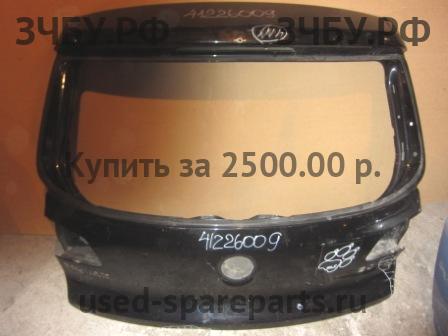 ЗЧБУ.РФ
ЗЧБУ.РФ
41226009
Купить за 2500.00 р.
41226009
used-spareparts.ru